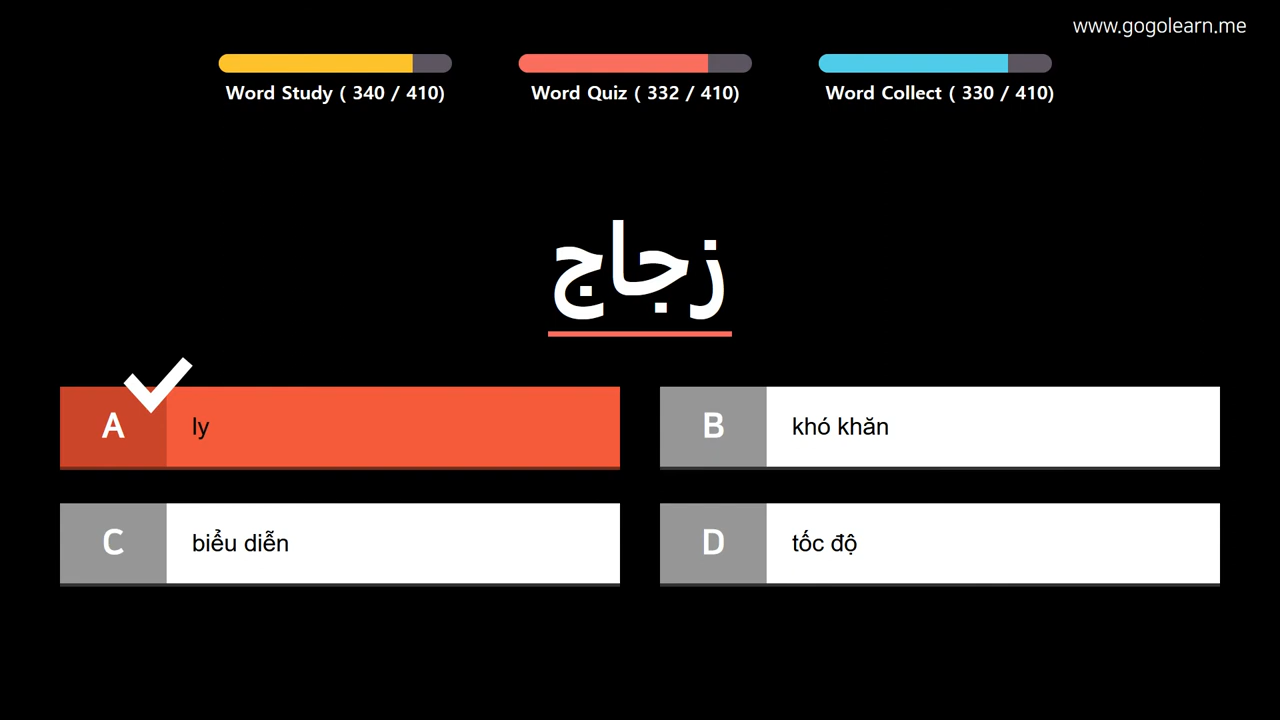 www.gogolearn.me
Word Study ( 340 / 410)
Word Quiz ( 332 / 410)
Word Collect ( 330 / 410)
زجاج
A ly
B khó khăn
C biểu diễn
D tốc độ